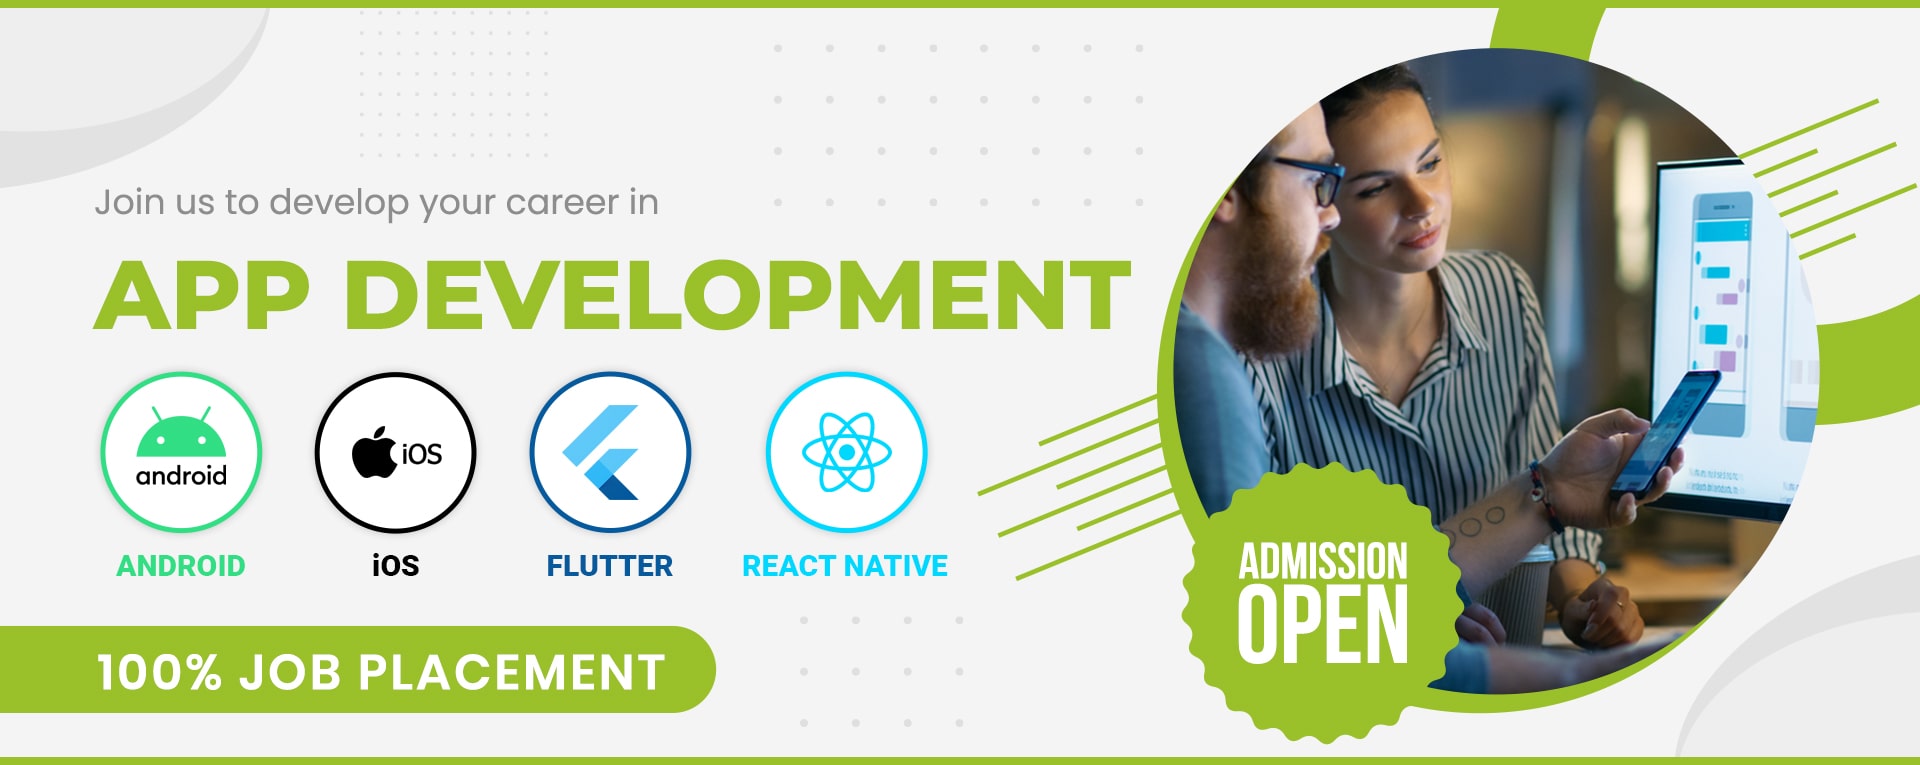 Join us to develop your career in
APP DEVELOPMENT
android
iOS
ANDROID
iOS
FLUTTER
REACT NATIVE
100% JOB PLACEMENT
ADMISSION
OPEN